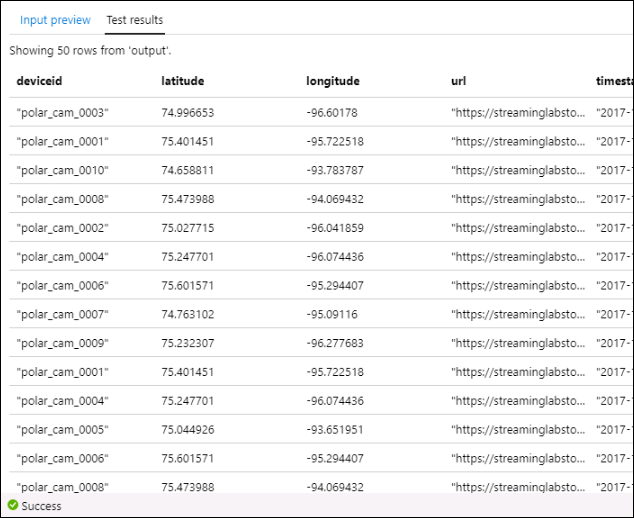 Input preview Test results
Showing 50 rows from 'output'.
deviceid latitude longitude url timesta
"polar_cam_0003" 74.996653 -96.60178 "https://streaminglabsto... "2017-1
"polar_cam_0001" 75.401451 -95.722518 "https://streaminglabsto... "2017-1
"polar_cam_0010" 74.658811 -93.783787 "https://streaminglabsto... "2017-1
"polar_cam_0008" 75.473988 -94.069432 "https://streaminglabsto... "2017-1
"polar_cam_0002" 75.027715 -96.041859 "https://streaminglabsto... "2017-1
"polar_cam_0004" 75.247701 -96.074436 "https://streaminglabsto... "2017-1
"polar_cam_0006" 75.601571 -95.294407 "https://streaminglabsto... "2017-1
"polar_cam_0007" 74.763102 -95.09116 "https://streaminglabsto... "2017-1
"polar_cam_0009" 75.232307 -96.277683 "https://streaminglabsto... "2017-1
"polar_cam_0001" 75.401451 -95.722518 "https://streaminglabsto... "2017-1
"polar_cam_0004" 75.247701 -96.074436 "https://streaminglabsto... "2017-1
"polar_cam_0005" 75.044926 -93.651951 "https://streaminglabsto... "2017-1
"polar_cam_0006" 75.601571 -95.294407 "https://streaminglabsto... "2017-1
"polar_cam_0008" 75.473988 -94.069432 "https://streaminglabsto... "2017-1
Success